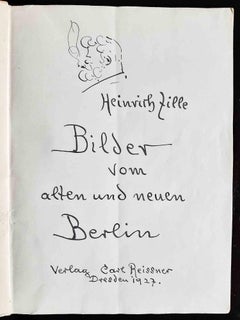 Heinrich Zille
Bilder
vom
alten und neuen
Berlin
Verlag Carl Reissner
Dresden 1927.